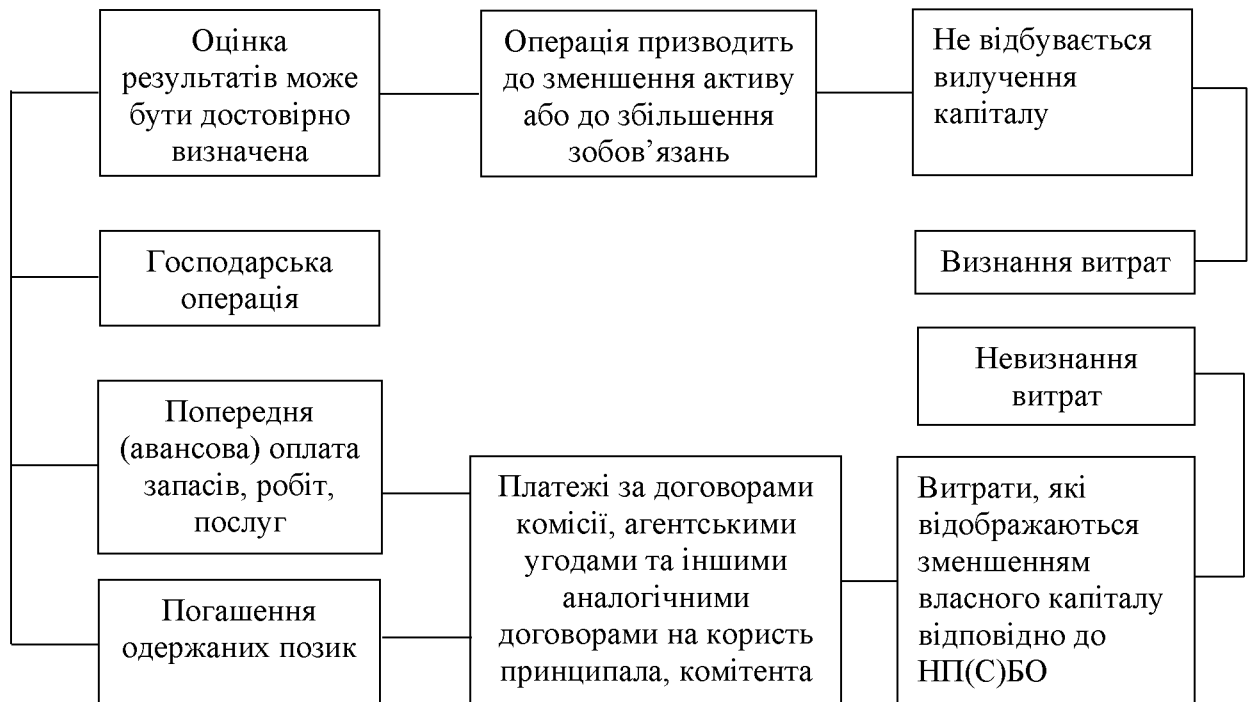 Оцінка
результатів може
бути достовірно
визначена
Операція призводить
до зменшення активу
або до збільшення
зобов’язань
Не відбувається
вилучення
капіталу
Господарська
операція
Визнання витрат
Невизнання
витрат
Попередня
(авансова) оплата
запасів, робіт,
послуг
Платежі за договорами
комісії, агентськими
угодами та іншими
аналогічними
договорами на користь
принципала, комітента
Витрати, які
відображаються
зменшенням
власного капіталу
відповідно до
НП(С)БО
Погашення
одержаних позик